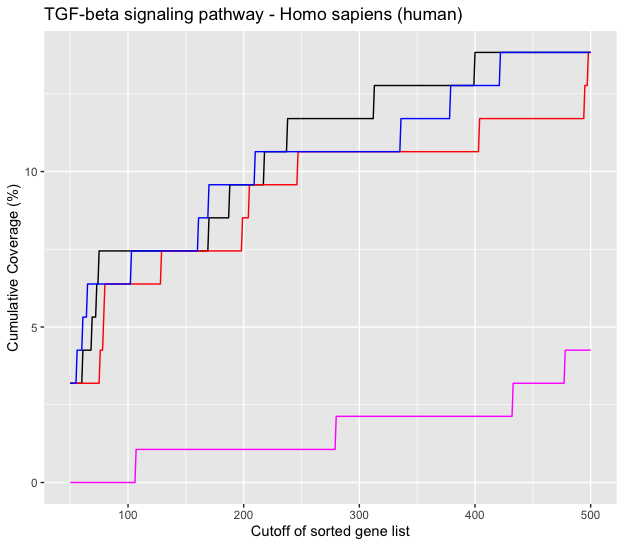 TGF-beta signaling pathway - Homo sapiens (human)
Cumulative Coverage (%)
10
5
0
100 200 300 400 500
Cutoff of sorted gene list